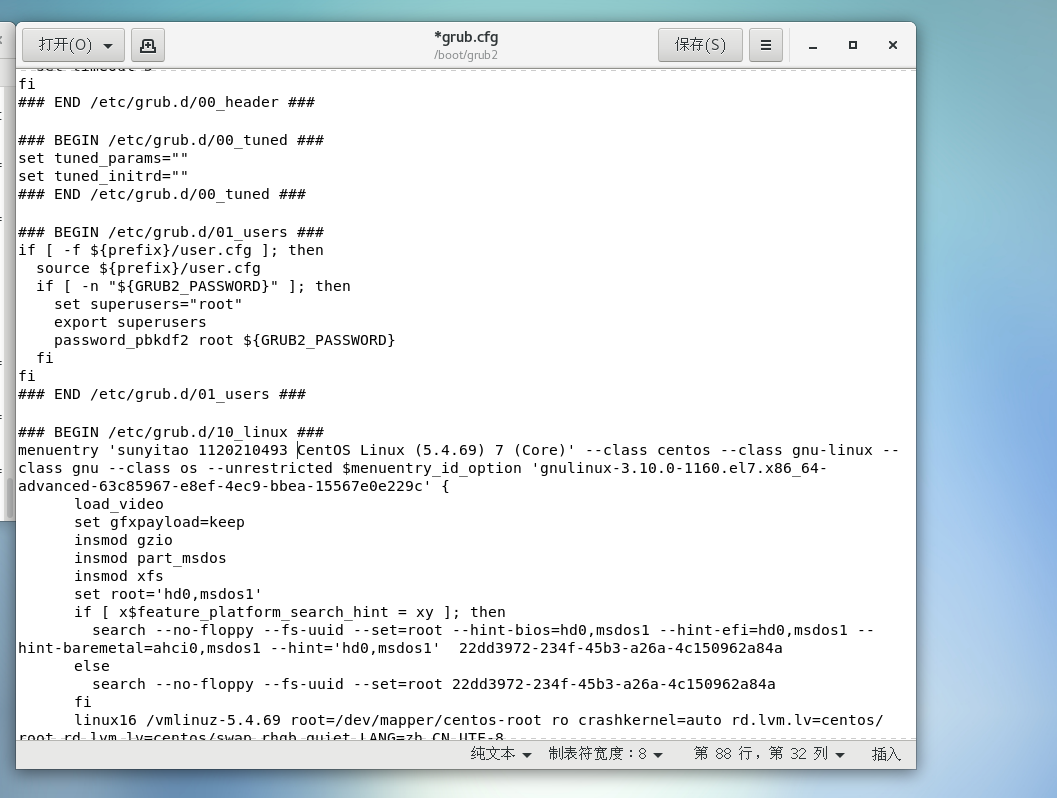 打开(O)
*grub.cfg
/boot/grub2
保存(S)
set timeout=5
fi
### END /etc/grub.d/00_header ###
### BEGIN /etc/grub.d/00_tuned ###
set tuned_params=""
set tuned_initrd=""
### END /etc/grub.d/00_tuned ###
### BEGIN /etc/grub.d/01_users ###
if [ -f ${prefix}/user.cfg ]; then
source ${prefix}/user.cfg
if [ -n "${GRUB2_PASSWORD}" ]; then
set superusers="root"
export superusers
password_pbkdf2 root ${GRUB2_PASSWORD}
fi
fi
### END /etc/grub.d/01_users ###
### BEGIN /etc/grub.d/10_linux ###
menuentry 'sunyitao 1120210493 CentOS Linux (5.4.69) 7 (Core)' --class centos --class gnu-linux --
class gnu --class os --unrestricted $menuentry_id_option 'gnulinux-3.10.0-1160.el7.x86_64-
advanced-63c85967-e8ef-4ec9-bbea-15567e0e229c' {
load_video
set gfxpayload=keep
insmod gzio
insmod part_msdos
insmod xfs
set root='hd0,msdos1'
if [ x$feature_platform_search_hint = xy ]; then
search --no-floppy --fs-uuid --set=root --hint-bios=hd0,msdos1 --hint-efi=hd0,msdos1 --
hint-baremetal=ahci0,msdos1 --hint='hd0,msdos1'  22dd3972-234f-45b3-a26a-4c150962a84a
else
search --no-floppy --fs-uuid --set=root 22dd3972-234f-45b3-a26a-4c150962a84a
fi
linux16 /vmlinuz-5.4.69 root=/dev/mapper/centos-root ro crashkernel=auto rd.lvm.lv=centos/
root rd.lvm.lv=centos/swap rhgb quiet LANG=zh_CN.UTF-8
纯文本 制表符宽度：8 第 88 行，第 32 列 插入